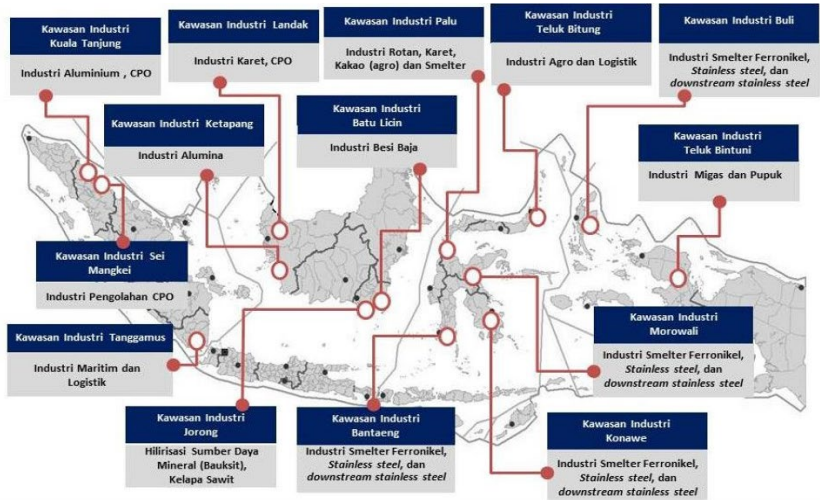 Kawasan Industri
Kuala Tanjung
Industri Aluminium , CPO
Kawasan Industri Landak
Industri Karet, CPO
Kawasan Industri Palu
Industri Rotan, Karet,
Kakao (agro) dan Smelter
Kawasan Industri
Teluk Bitung
Industri Agro dan Logistik
Kawasan Industri Buli
Industri Smelter Ferronikel,
Stainless steel, dan
downstream stainless steel
Kawasan Industri Ketapang
Industri Alumina
Kawasan Industri
Batu Licin
Industri Besi Baja
Kawasan Industri
Teluk Bintuni
Industri Migas dan Pupuk
Kawasan Industri Sei
Mangkei
Industri Pengolahan CPO
Kawasan Industri Tanggamus
Industri Maritim dan
Logistik
Kawasan Industri
Morowali
Industri Smelter Ferronikel,
Stainless steel, dan
downstream stainless steel
Kawasan Industri
Jorong
Hilirisasi Sumber Daya
Mineral (Bauksit),
Kelapa Sawit
Kawasan Industri
Bantaeng
Industri Smelter Ferronikel,
Stainless steel, dan
downstream stainless steel
Kawasan Industri
Konawe
Industri Smelter Ferronikel,
Stainless steel, dan
downstream stainless steel